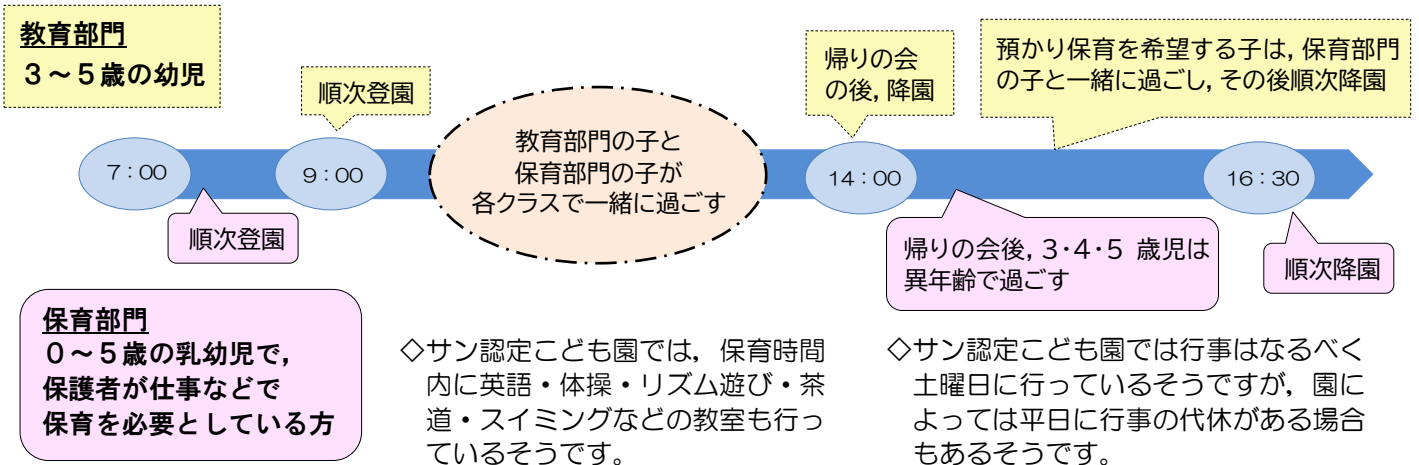 教育部門
3~5歳の幼児
順次登園
帰りの会
の後,降園
預かり保育を希望する子は,保育部門
の子と一緒に過ごし,その後順次降園
7:00
9:00
教育部門の子と
保育部門の子が
各クラスで一緒に過ごす
14:00
16:30
順次登園
帰りの会後,3・4・5 歳児は
異年齢で過ごす
順次降園
保育部門
0~5歳の乳幼児で,
保護者が仕事などで
保育を必要としている方
◇サン認定こども園では,保育時間
内に英語・体操・リズム遊び・茶
道・スイミングなどの教室も行っ
ているそうです。
◇サン認定こども園では行事はなるべく
土曜日に行っているそうですが,園に
よっては平日に行事の代休がある場合
もあるそうです。